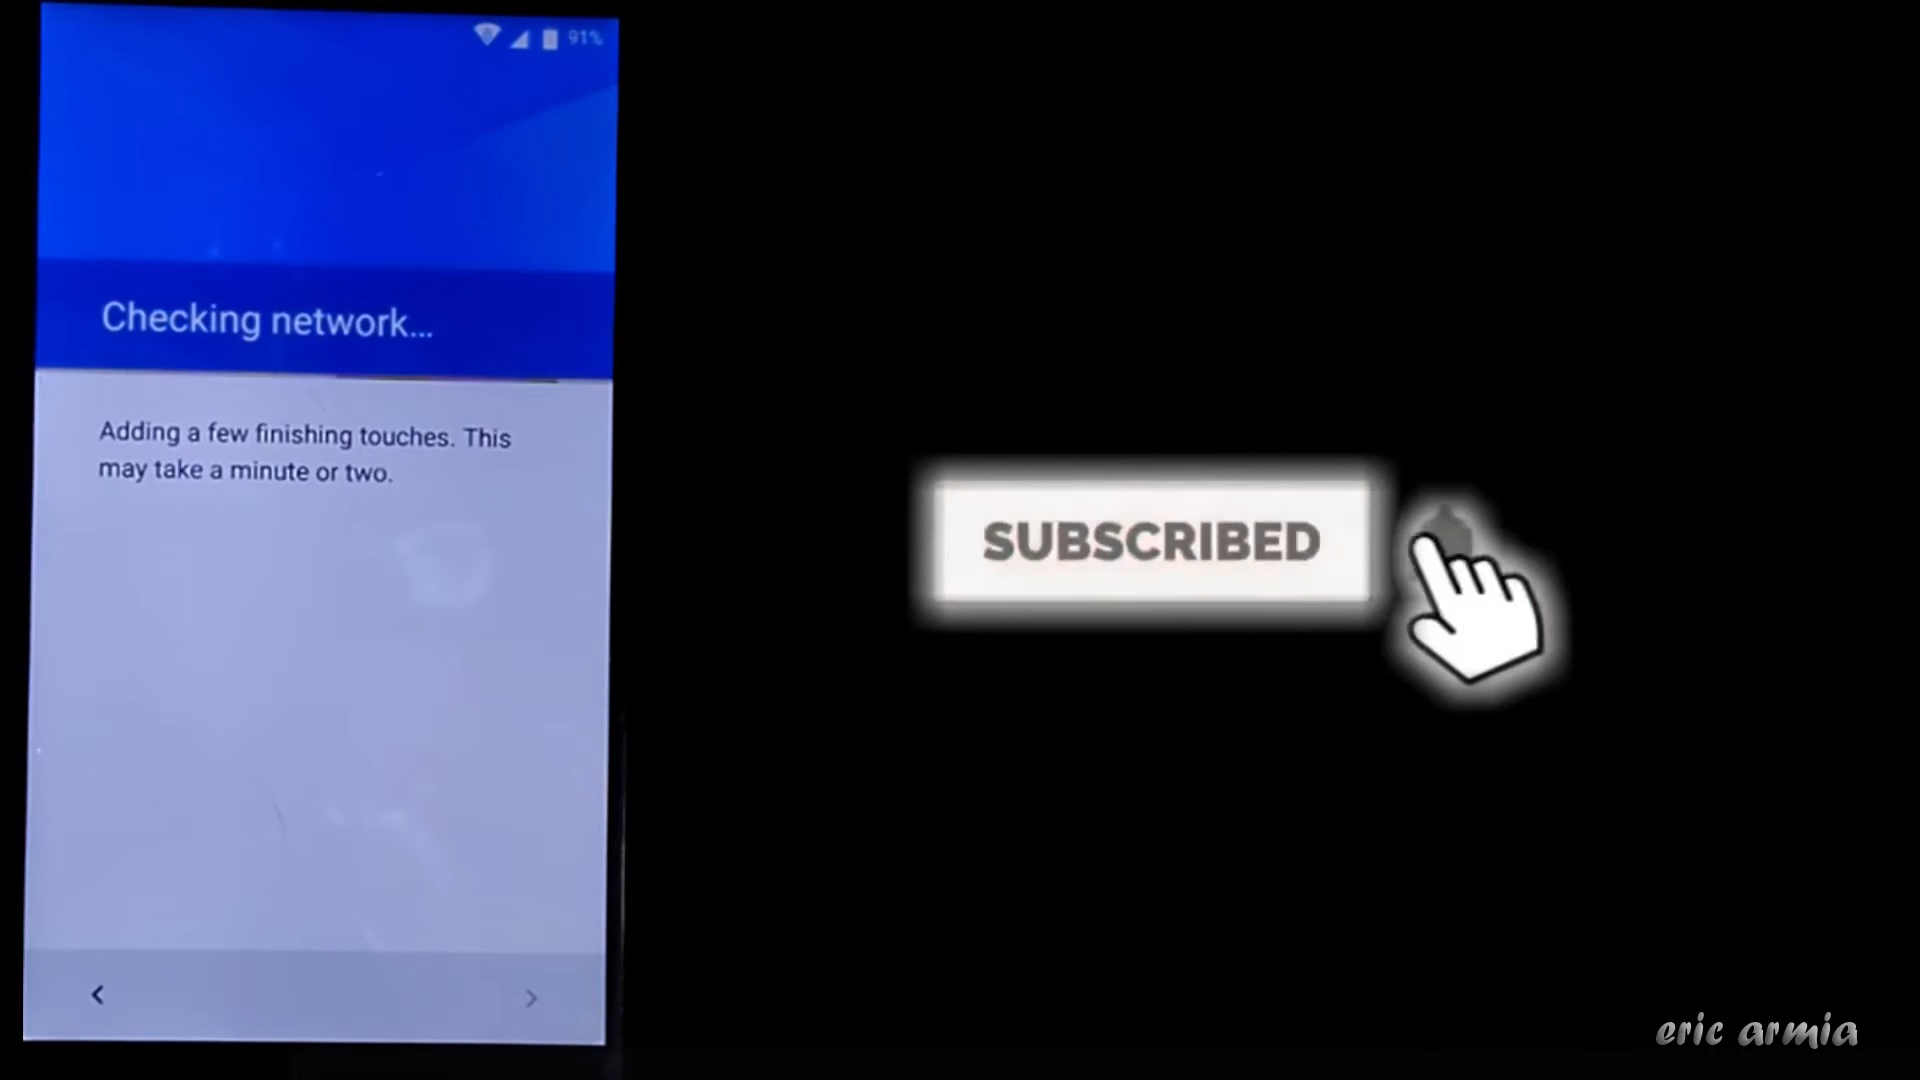 91%
Checking network...
Adding a few finishing touches. This
may take a minute or two.
SUBSCRIBED
eric armia